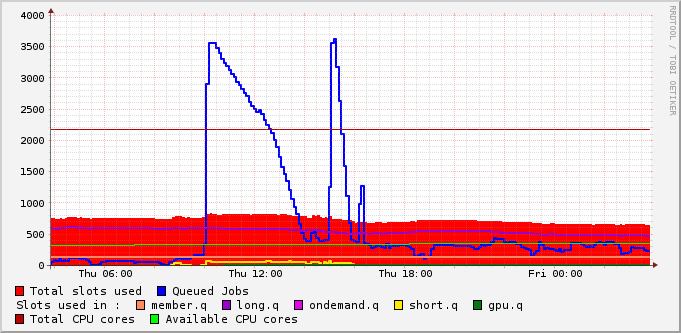 4000
3500
3000
2500
2000
1500
1000
500
0
Thu 06:00 Thu 12:00 Thu 18:00 Fri 00:00
Total slots used Queued Jobs
Slots used in : member.q long.q ondemand.q short.q gpu.q
Total CPU cores Available CPU cores
RRDTOOL / TOBI OETIKER